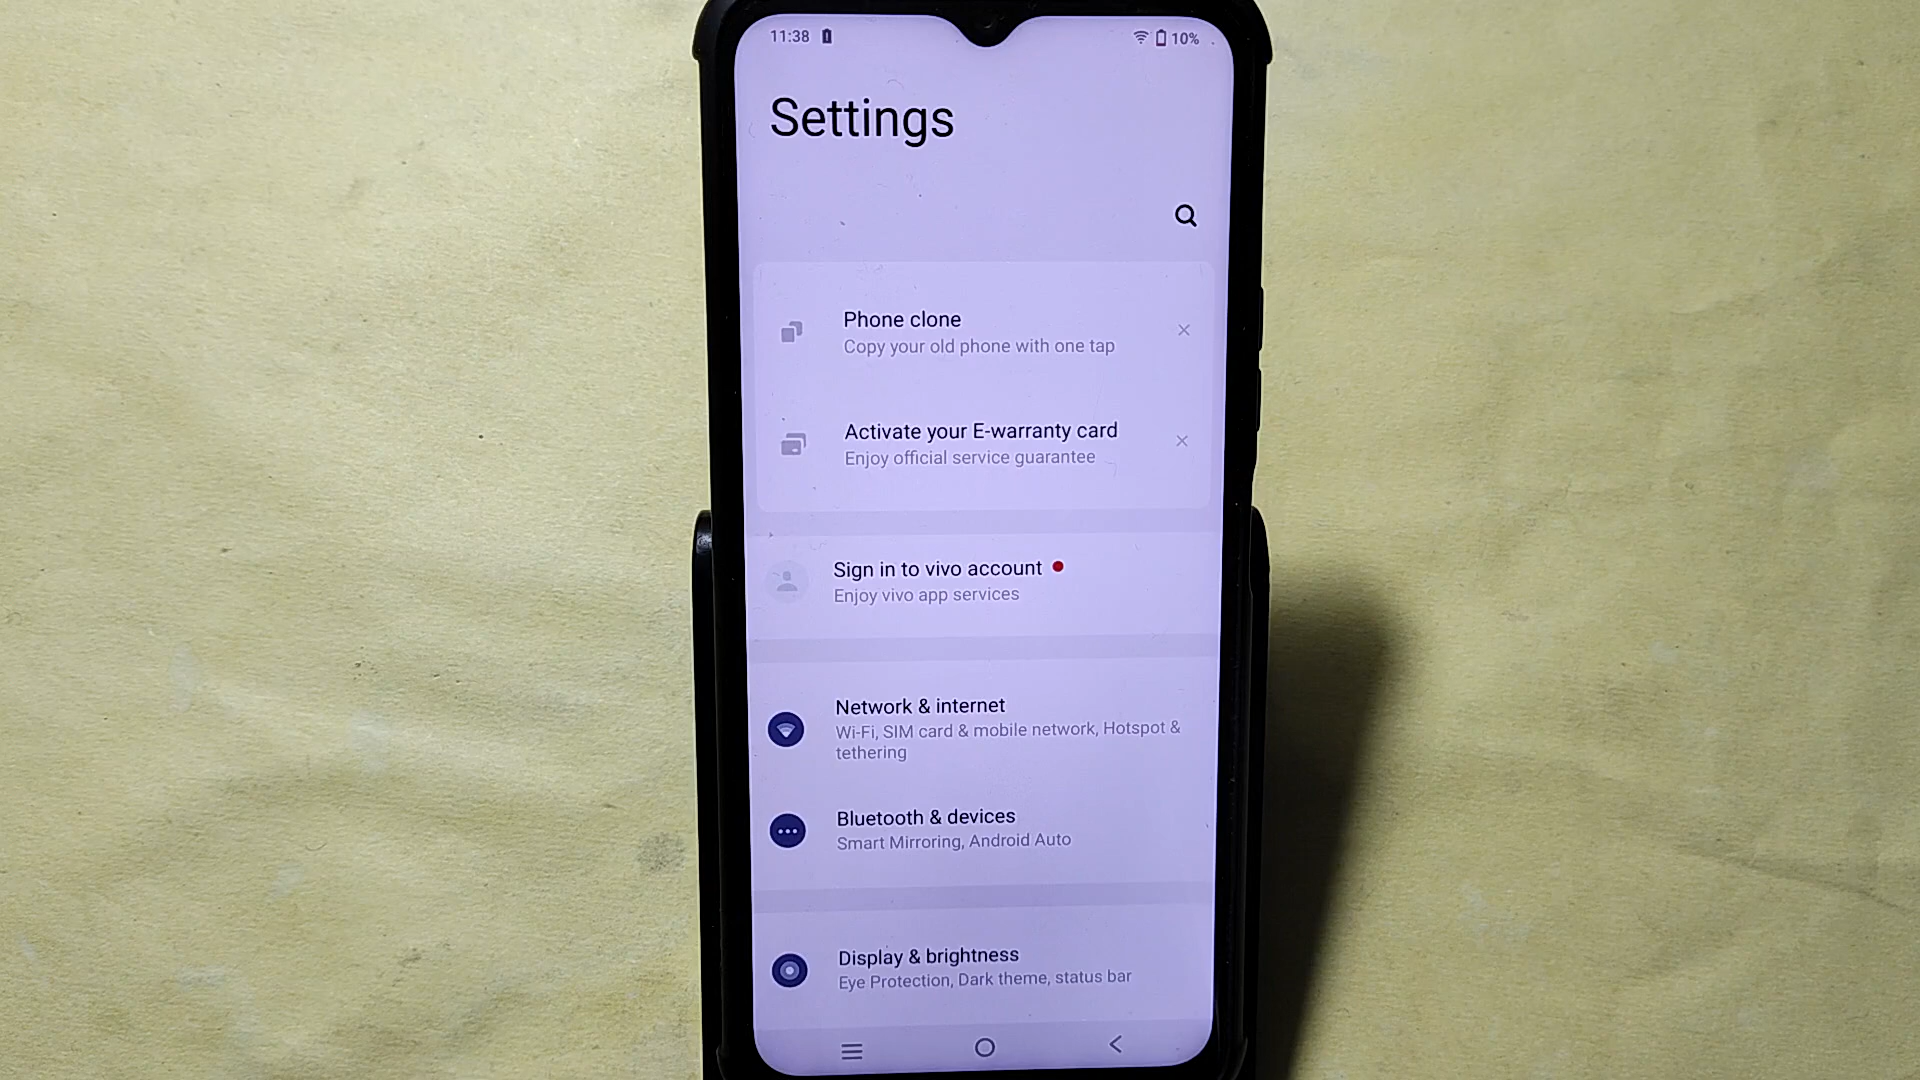 11:38
10%
Settings
Phone clone
Copy your old phone with one tap
Activate your E-warranty card
Enjoy official service guarantee
Sign in to vivo account
Enjoy vivo app services
Network & internet
Wi-Fi, SIM card & mobile network, Hotspot &
tethering
Bluetooth & devices
Smart Mirroring, Android Auto
Display & brightness
Eye Protection, Dark theme, status bar